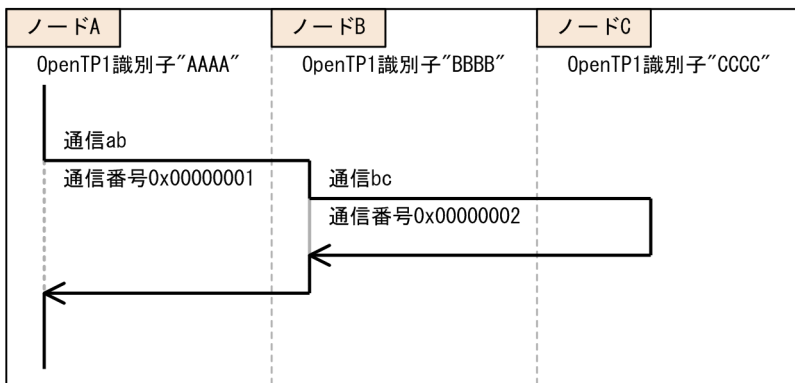 ノードA
ノードB
ノードC
OpenTP1識別子"AAAA"
OpenTP1識別子"BBBB"
OpenTP1識別子"CCCC"
通信ab
通信番号0x00000001
通信bc
通信番号0x00000002